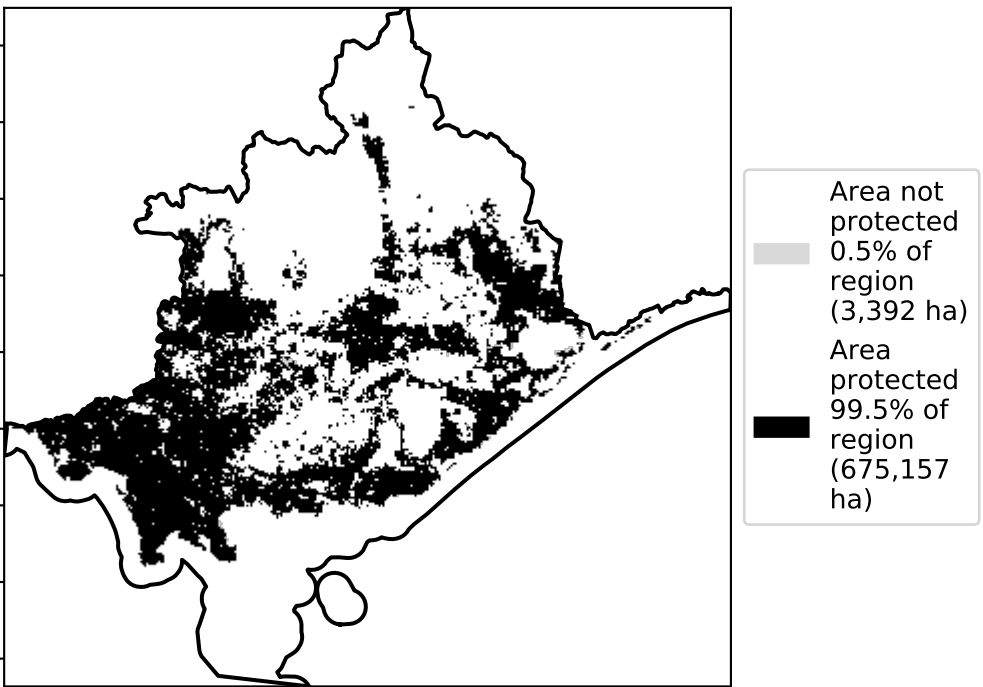 Area not
protected
0.5% of
region
(3,392 ha)
Area
protected
99.5% of
region
(675,157
ha)